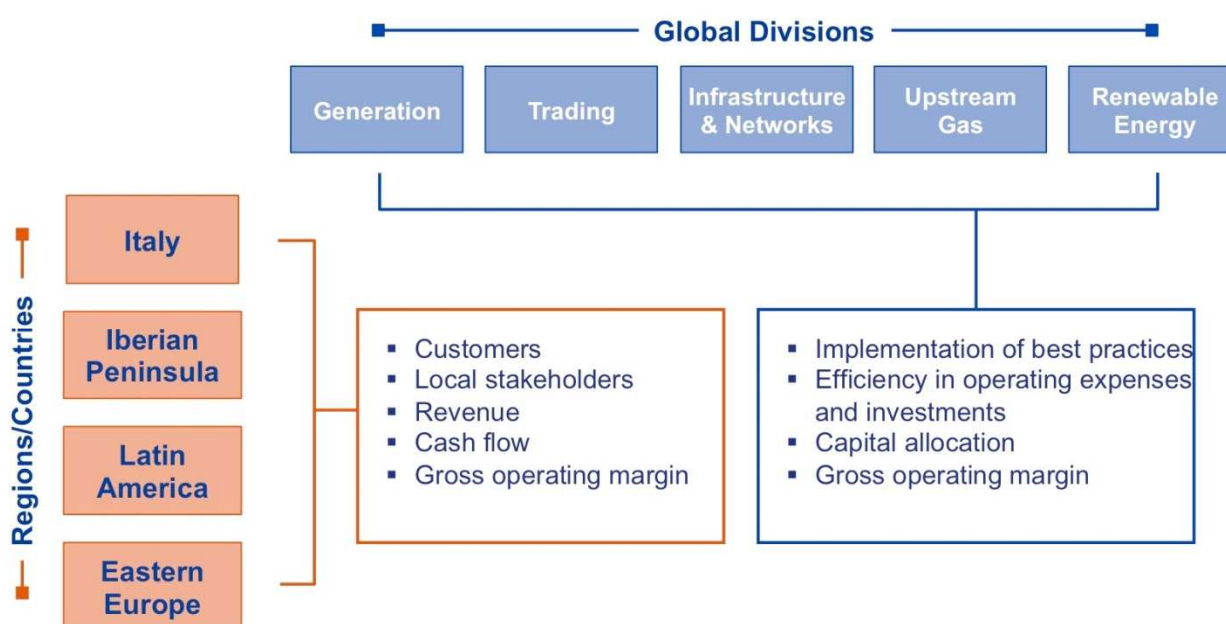 Global Divisions
Generation
Trading
Infrastructure
& Networks
Upstream
Gas
Renewable
Energy
Regions/Countries
Italy
Iberian
Peninsula
Latin
America
Eastern
Europe
▪ Customers
▪ Local stakeholders
▪ Revenue
▪ Cash flow
▪ Gross operating margin
▪ Implementation of best practices
▪ Efficiency in operating expenses
and investments
▪ Capital allocation
▪ Gross operating margin